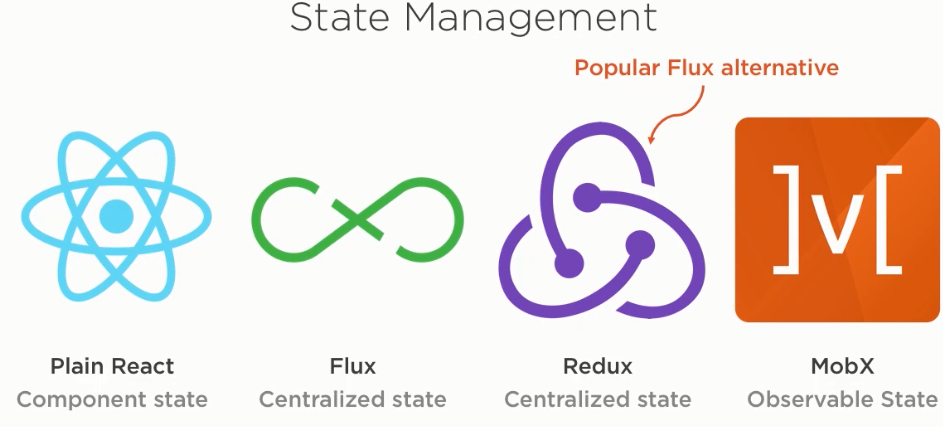 State Management
Popular Flux alternative
]v[
Plain React
Flux
Redux
MobX
Component state
Centralized state
Centralized state
Observable State